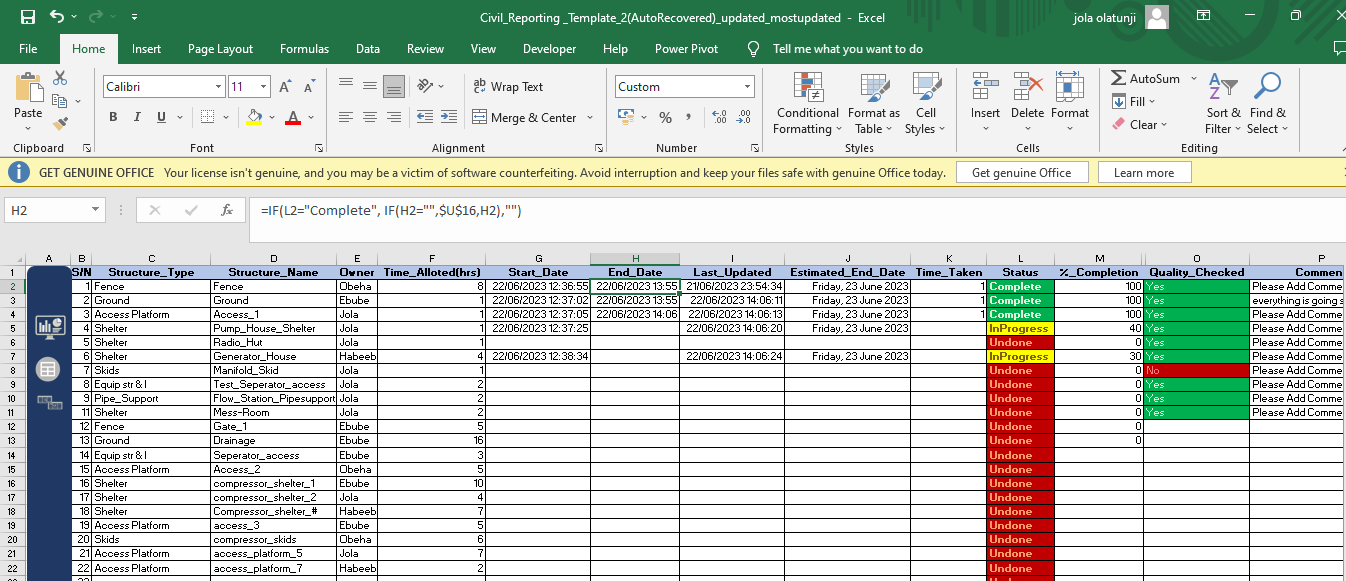 Civil_Reporting _Template_2(AutoRecovered)_updated_mostupdated - Excel
jola olatunji
File Home Insert Page Layout Formulas Data Review View Developer Help Power Pivot Tell me what you want to do
Paste
Calibri 11
B I U A
Wrap Text
Merge & Center
Custom
% ,
Conditional Formatting
Format as Table
Cell Styles
Insert Delete Format
AutoSum
Fill
Clear
Sort & Filter
Find & Select
Clipboard Font Alignment Number Styles Cells Editing
GET GENUINE OFFICE Your license isn't genuine, and you may be a victim of software counterfeiting. Avoid interruption and keep your files safe with genuine Office today. Get genuine Office Learn more
H2 fx =IF(L2="Complete", IF(H2="",$U$16,H2),"")
A B C D E F G H I J K L M O P
1 S/N Structure_Type Structure_Name Owner Time_Alloted(hrs) Start_Date End_Date Last_Updated Estimated_End_Date Time_Taken Status %_Completion Quality_Checked Commen
2 1 Fence Fence Obeha 8 22/06/2023 12:36:55 22/06/2023 13:55 21/06/2023 23:54:34 Friday, 23 June 2023 1 Complete 100 Yes Please Add Comme
3 2 Ground Ground Ebube 1 22/06/2023 12:37:02 22/06/2023 13:55 22/06/2023 14:06:11 Friday, 23 June 2023 1 Complete 100 Yes everything is going s
4 3 Access Platform Access_1 Jola 1 22/06/2023 12:37:05 22/06/2023 14:06 22/06/2023 14:06:13 Friday, 23 June 2023 1 Complete 100 Yes Please Add Comme
5 4 Shelter Pump_House_Shelter Jola 1 22/06/2023 12:37:25 22/06/2023 14:06:20 Friday, 23 June 2023 InProgress 40 Yes Please Add Comme
6 5 Shelter Radio_Hut Jola 1 Undone 0 Yes Please Add Comme
7 6 Shelter Generator_House Habeeb 4 22/06/2023 12:38:34 22/06/2023 14:06:24 Friday, 23 June 2023 InProgress 30 Yes Please Add Comme
8 7 Skids Manifold_Skid Jola 1 Undone 0 No Please Add Comme
9 8 Equip str & I Test_Seperator_access Jola 2 Undone 0 Yes Please Add Comme
10 9 Pipe_Support Flow_Station_Pipesupport Jola 2 Undone 0 Yes Please Add Comme
11 11 Shelter Mess-Room Jola 2 Undone 0 Yes Please Add Comme
12 12 Fence Gate_1 Ebube 5 Undone 0
13 13 Ground Drainage Ebube 16 Undone 0
14 14 Equip str & I Seperator_access Ebube 3 Undone
15 15 Access Platform Access_2 Obeha 5 Undone
16 16 Shelter compressor_shelter_1 Ebube 10 Undone
17 17 Shelter compressor_shelter_2 Jola 4 Undone
18 18 Shelter Compressor_shelter_# Habeeb 7 Undone
19 19 Access Platform access_3 Ebube 5 Undone
20 20 Skids compressor_skids Obeha 6 Undone
21 21 Access Platform access_platform_5 Jola 7 Undone
22 22 Access Platform access_platform_7 Habeeb 2 Undone